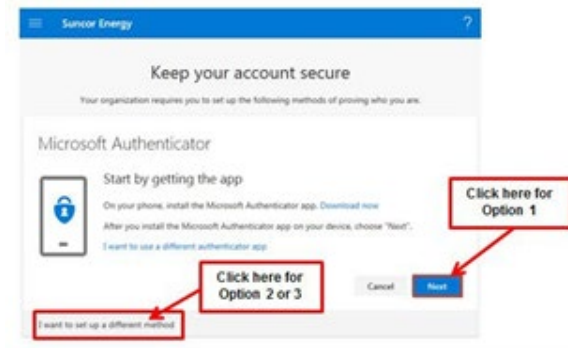 Suncor Energy
?
Keep your account secure
Your organization requires you to set up the following methods of proving who you are.
Microsoft Authenticator
Start by getting the app
On your phone, install the Microsoft Authenticator app. Download now
After you install the Microsoft Authenticator app on your device, choose "Next".
I want to use a different authenticator app
Click here for
Option 1
Click here for
Option 2 or 3
Cancel
Next
I want to set up a different method